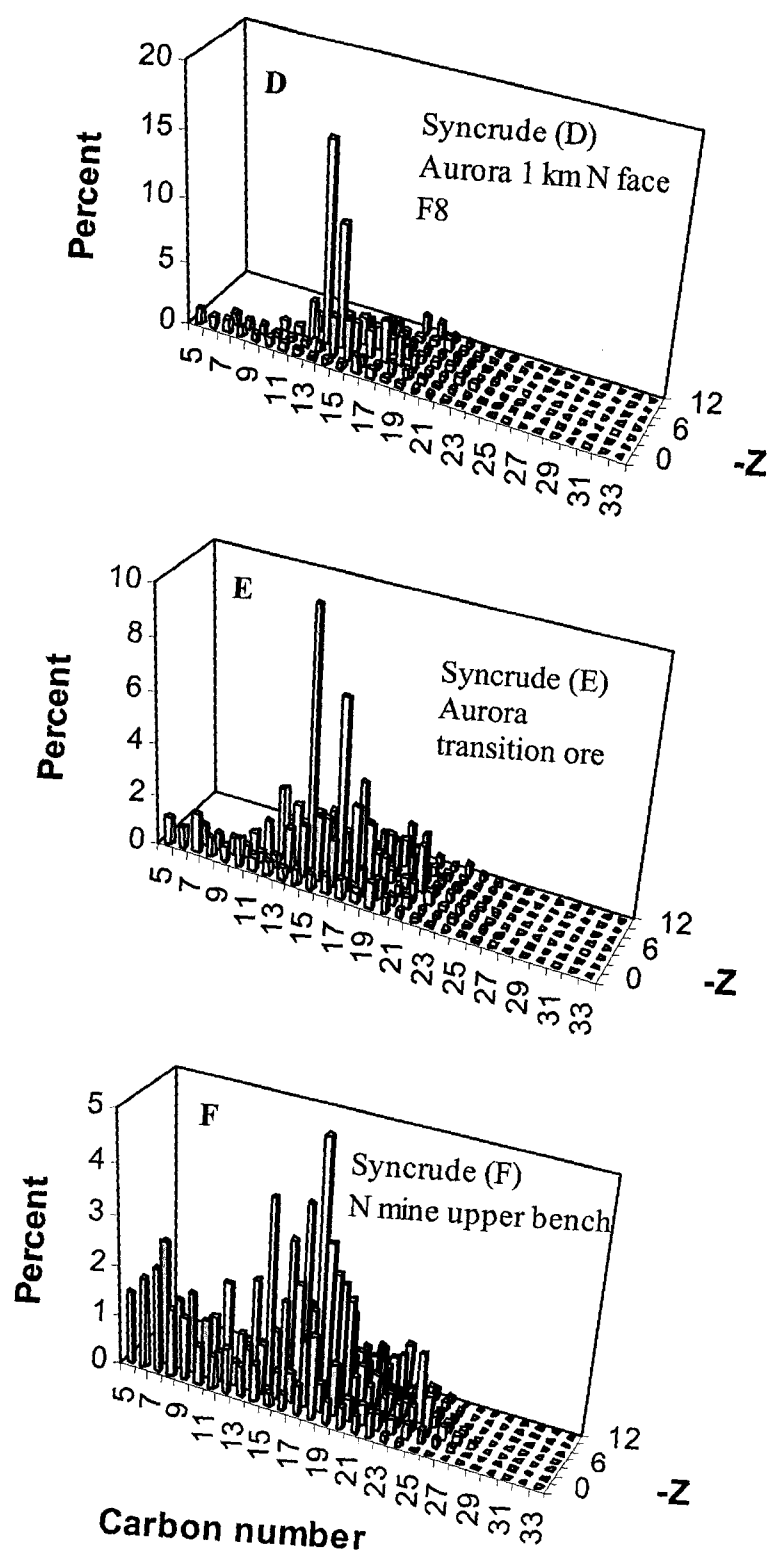 20
15
10
5
0
Percent
D
Syncrude (D)
Aurora 1 km N face
F8
5 7 9 11 13 15 17 19 21 23 25 27 29 31 33
12
6
0
-Z
10
8
6
4
2
0
Percent
E
Syncrude (E)
Aurora
transition ore
5 7 9 11 13 15 17 19 21 23 25 27 29 31 33
12
6
0
-Z
5
4
3
2
1
0
Percent
F
Syncrude (F)
N mine upper bench
5 7 9 11 13 15 17 19 21 23 25 27 29 31 33
12
6
0
-Z
Carbon number